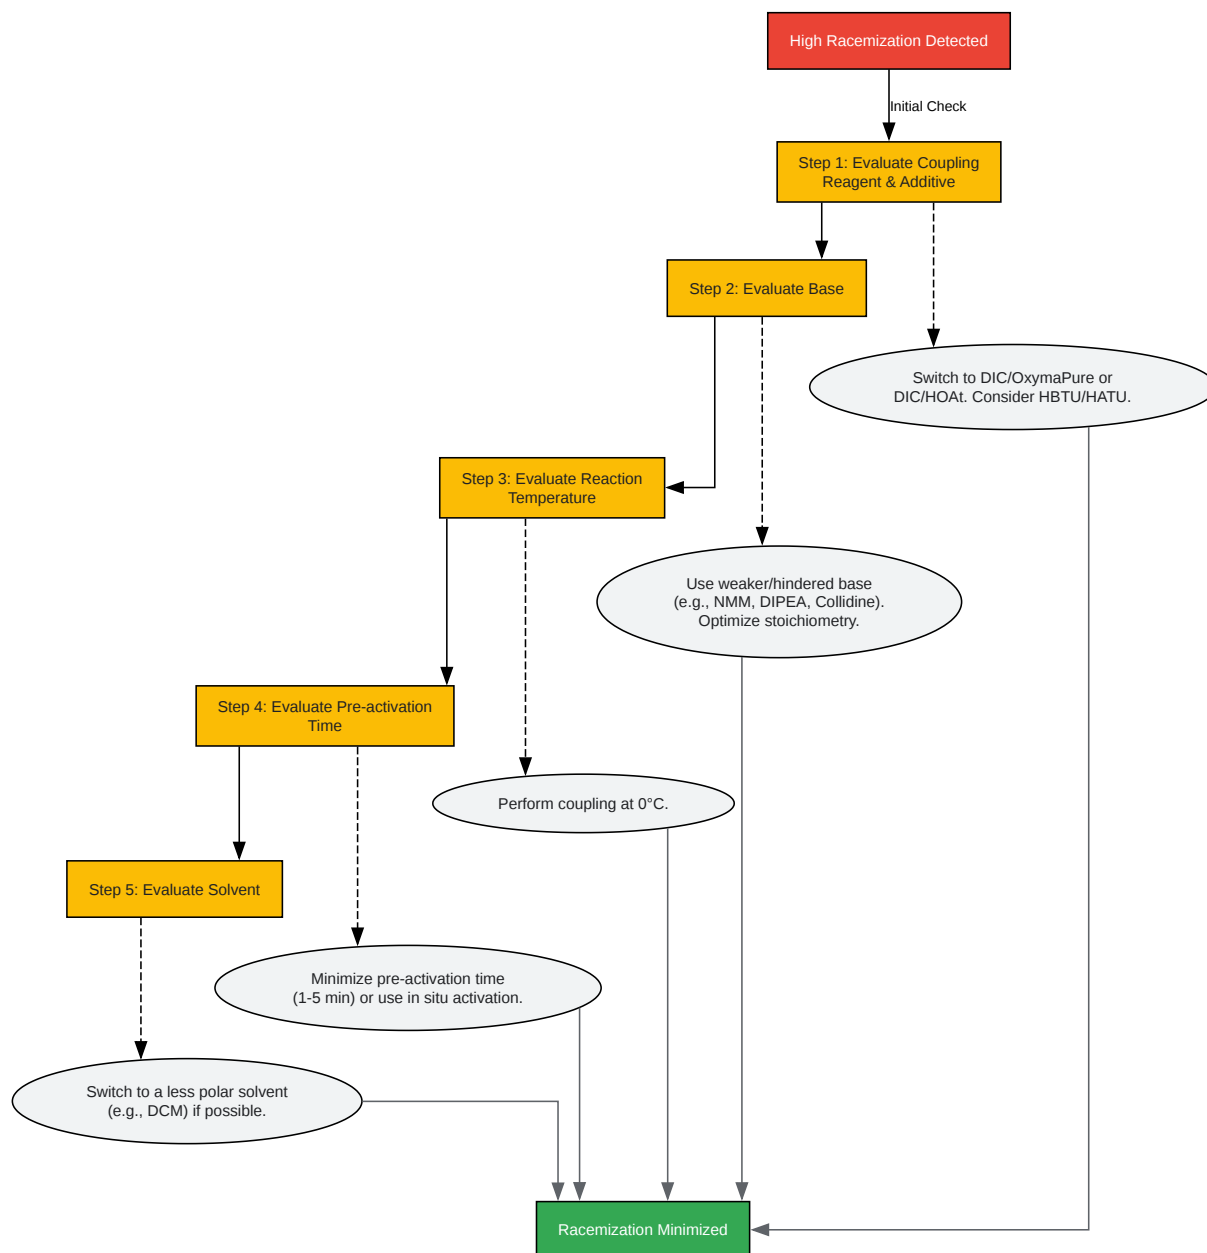 High Racemization Detected
Initial Check
Step 1: Evaluate Coupling
Reagent & Additive
Step 2: Evaluate Base
Switch to DIC/OxymaPure or
DIC/HOAt. Consider HBTU/HATU.
Step 3: Evaluate Reaction
Temperature
Use weaker/hindered base
(e.g., NMM, DIPEA, Collidine).
Optimize stoichiometry.
Step 4: Evaluate Pre-activation
Time
Perform coupling at 0°C.
Step 5: Evaluate Solvent
Minimize pre-activation time
(1-5 min) or use in situ activation.
Switch to a less polar solvent
(e.g., DCM) if possible.
Racemization Minimized